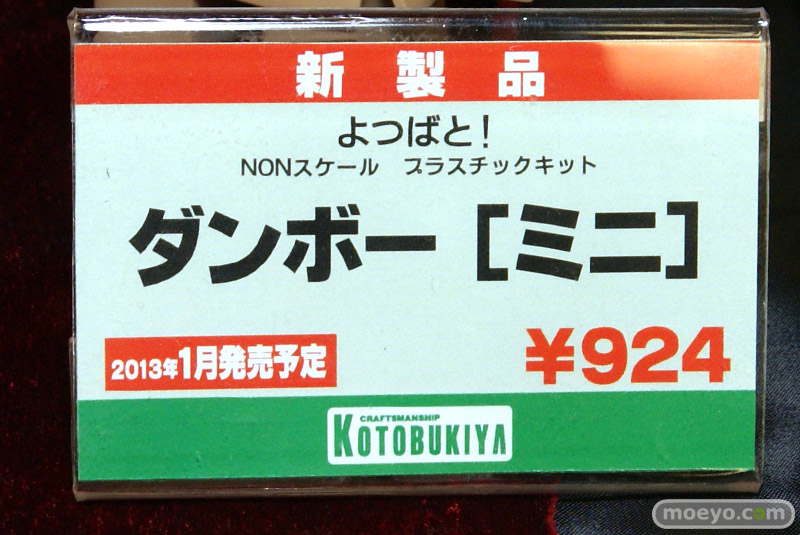 新製品
よつばと!
NONスケール プラスチックキット
ダンボー[ミニ]
2013年1月発売予定
¥924
CRAFTSMANSHIP
KOTOBUKIYA
moeyo.com